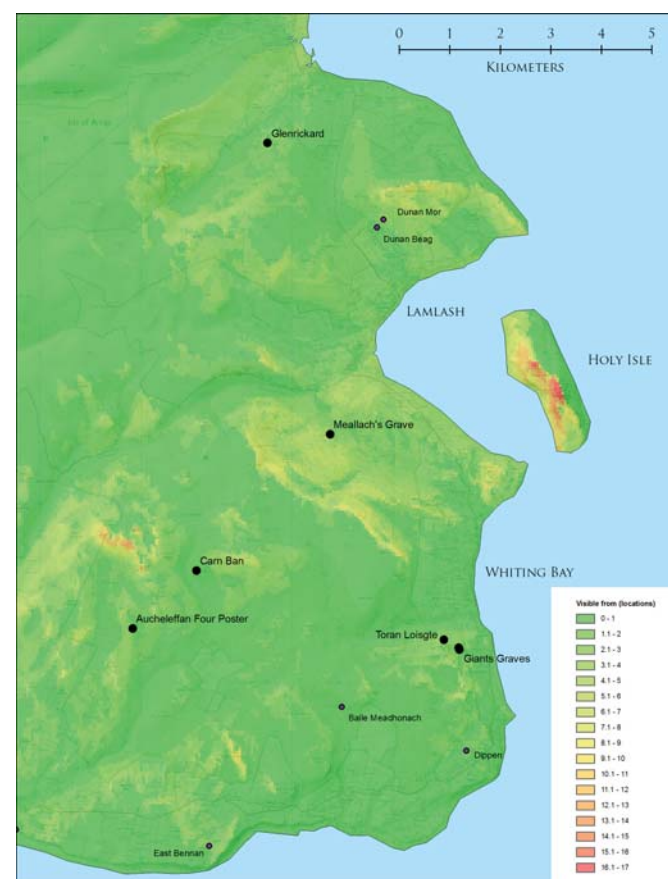 0 1 2 3 4 5
KILOMETERS
Glenrickard
Dunan Mor
Dunan Beag
LAMLASH
HOLY ISLE
Meallach's Grave
Carn Ban
WHITING BAY
Aucheleffan Four Poster
Toran Loisgte
Giants Graves
Baile Meadhonach
Dippen
East Bennan
Visible from (locations)
0 - 1
1.1 - 2
2.1 - 3
3.1 - 4
4.1 - 5
5.1 - 6
6.1 - 7
7.1 - 8
8.1 - 9
9.1 - 10
10.1 - 11
11.1 - 12
12.1 - 13
13.1 - 14
14.1 - 15
15.1 - 16
16.1 - 17